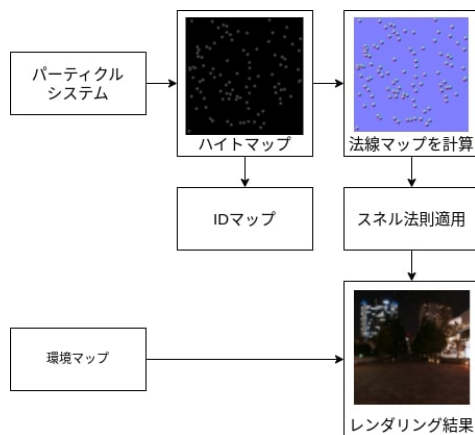 パーティクル
システム
ハイトマップ
法線マップを計算
IDマップ
スネル法則適用
環境マップ
レンダリング結果